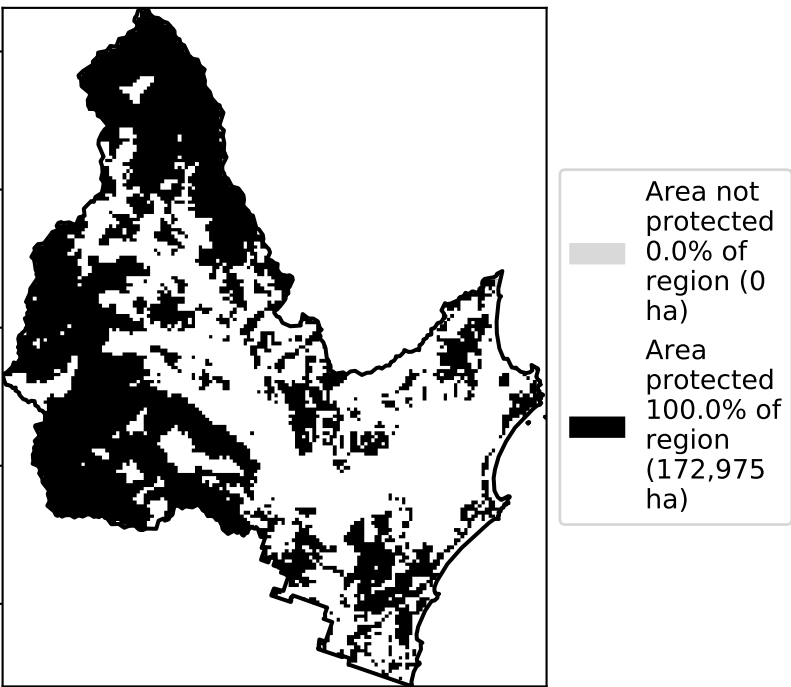 Area not
protected
0.0% of
region (0
ha)
Area
protected
100.0% of
region
(172,975
ha)